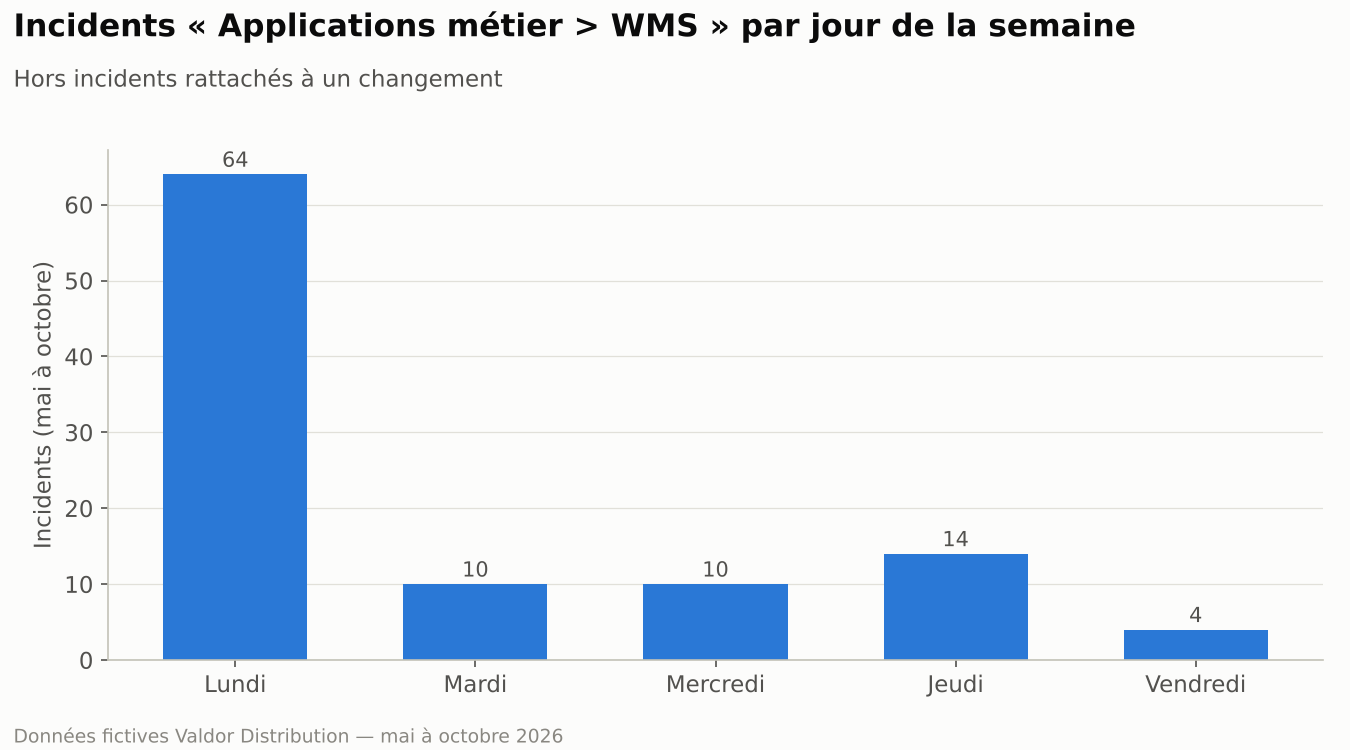 Incidents « Applications métier > WMS » par jour de la semaine
Hors incidents rattachés à un changement
Incidents (mai à octobre)
60
50
40
30
20
10
0
64
10
10
14
4
Lundi
Mardi
Mercredi
Jeudi
Vendredi
Données fictives Valdor Distribution — mai à octobre 2026